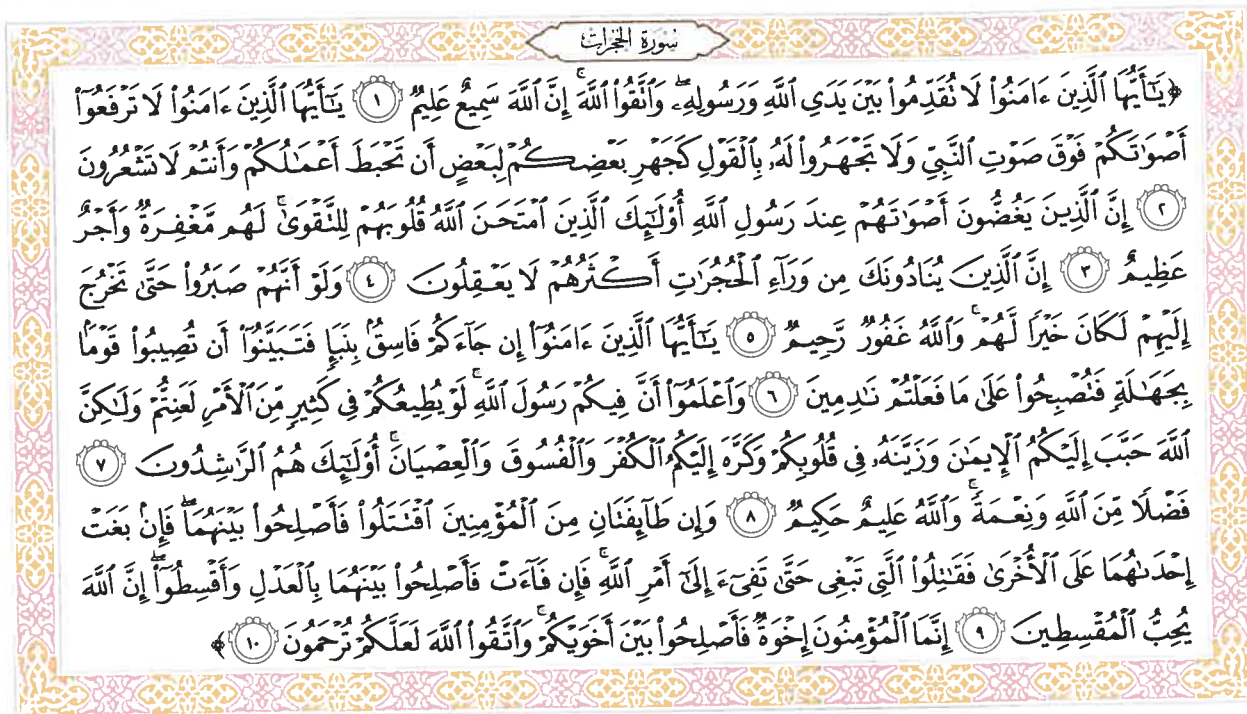 سُورَةُ الحُجُرَات
﴿يَٰٓأَيُّهَا ٱلَّذِينَ ءَامَنُوا۟ لَا تُقَدِّمُوا۟ بَيْنَ يَدَىِ ٱللَّهِ وَرَسُولِهِۦۖ وَٱتَّقُوا۟ ٱللَّهَۚ إِنَّ ٱللَّهَ سَمِيعٌ عَلِيمٌ ١ يَٰٓأَيُّهَا ٱلَّذِينَ ءَامَنُوا۟ لَا تَرْفَعُوٓا۟
أَصْوَٰتَكُمْ فَوْقَ صَوْتِ ٱلنَّبِىِّ وَلَا تَجْهَرُوا۟ لَهُۥ بِٱلْقَوْلِ كَجَهْرِ بَعْضِكُمْ لِبَعْضٍ أَن تَحْبَطَ أَعْمَٰلُكُمْ وَأَنتُمْ لَا تَشْعُرُونَ
٢ إِنَّ ٱلَّذِينَ يَغُضُّونَ أَصْوَٰتَهُمْ عِندَ رَسُولِ ٱللَّهِ أُو۟لَٰٓئِكَ ٱلَّذِينَ ٱمْتَحَنَ ٱللَّهُ قُلُوبَهُمْ لِلتَّقْوَىٰۚ لَهُم مَّغْفِرَةٌ وَأَجْرٌ
عَظِيمٌ ٣ إِنَّ ٱلَّذِينَ يُنَادُونَكَ مِن وَرَآءِ ٱلْحُجُرَٰتِ أَكْثَرُهُمْ لَا يَعْقِلُونَ ٤ وَلَوْ أَنَّهُمْ صَبَرُوا۟ حَتَّىٰ تَخْرُجَ
إِلَيْهِمْ لَكَانَ خَيْرًا لَّهُمْۚ وَٱللَّهُ غَفُورٌ رَّحِيمٌ ٥ يَٰٓأَيُّهَا ٱلَّذِينَ ءَامَنُوٓا۟ إِن جَآءَكُمْ فَاسِقٌۢ بِنَبَإٍ فَتَبَيَّنُوٓا۟ أَن تُصِيبُوا۟ قَوْمًۢا
بِجَهَٰلَةٍ فَتُصْبِحُوا۟ عَلَىٰ مَا فَعَلْتُمْ نَٰدِمِينَ ٦ وَٱعْلَمُوٓا۟ أَنَّ فِيكُمْ رَسُولَ ٱللَّهِۚ لَوْ يُطِيعُكُمْ فِى كَثِيرٍ مِّنَ ٱلْأَمْرِ لَعَنِتُّمْ وَلَٰكِنَّ
ٱللَّهَ حَبَّبَ إِلَيْكُمُ ٱلْإِيمَٰنَ وَزَيَّنَهُۥ فِى قُلُوبِكُمْ وَكَرَّهَ إِلَيْكُمُ ٱلْكُفْرَ وَٱلْفُسُوقَ وَٱلْعِصْيَانَۚ أُو۟لَٰٓئِكَ هُمُ ٱلرَّٰشِدُونَ ٧
فَضْلًا مِّنَ ٱللَّهِ وَنِعْمَةًۚ وَٱللَّهُ عَلِيمٌ حَكِيمٌ ٨ وَإِن طَآئِفَتَانِ مِنَ ٱلْمُؤْمِنِينَ ٱقْتَتَلُوا۟ فَأَصْلِحُوا۟ بَيْنَهُمَاۖ فَإِنۢ بَغَتْ
إِحْدَىٰهُمَا عَلَى ٱلْأُخْرَىٰ فَقَٰتِلُوا۟ ٱلَّتِى تَبْغِى حَتَّىٰ تَفِىٓءَ إِلَىٰٓ أَمْرِ ٱللَّهِۚ فَإِن فَآءَتْ فَأَصْلِحُوا۟ بَيْنَهُمَا بِٱلْعَدْلِ وَأَقْسِطُوٓا۟ۖ إِنَّ ٱللَّهَ
يُحِبُّ ٱلْمُقْسِطِينَ ٩ إِنَّمَا ٱلْمُؤْمِنُونَ إِخْوَةٌ فَأَصْلِحُوا۟ بَيْنَ أَخَوَيْكُمْۚ وَٱتَّقُوا۟ ٱللَّهَ لَعَلَّكُمْ تُرْحَمُونَ ١٠﴾